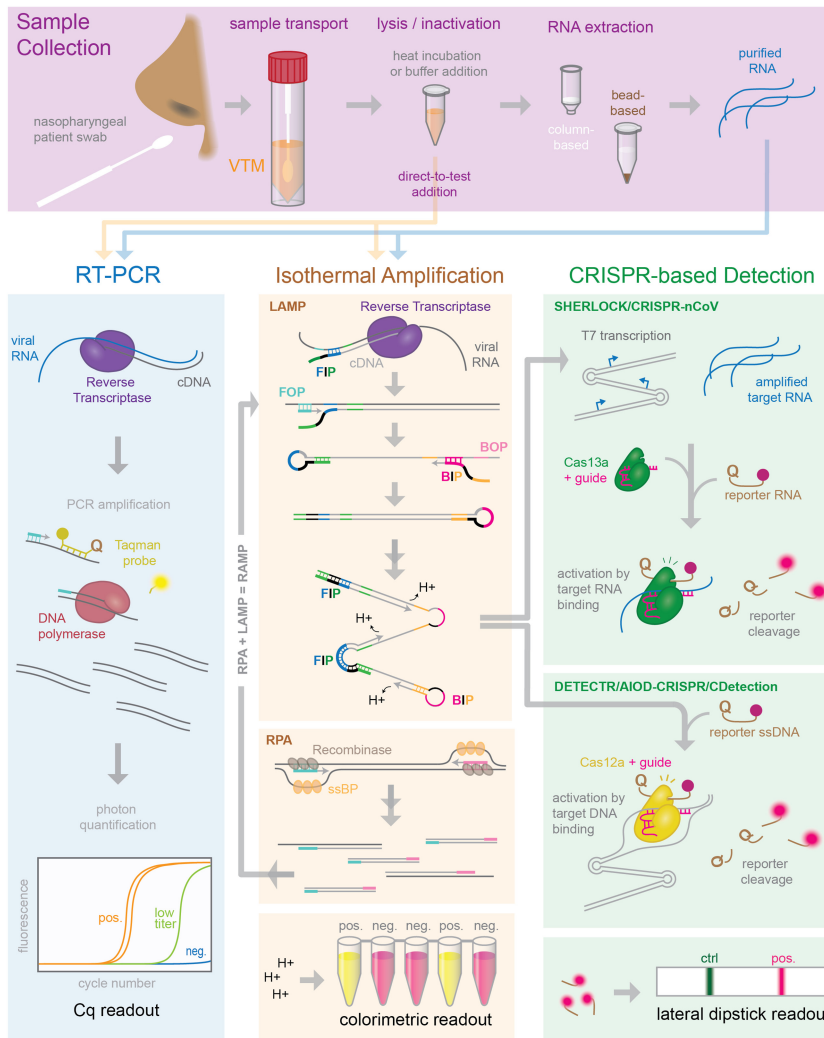 Sample
Collection
sample transport
lysis / inactivation
RNA extraction
heat incubation
or buffer addition
purified
RNA
nasopharyngeal
patient swab
VTM
column-
based
bead-
based
direct-to-test
addition
RT-PCR
Isothermal Amplification
CRISPR-based Detection
viral
RNA
Reverse
Transcriptase
cDNA
PCR amplification
Q
Taqman
probe
DNA
polymerase
photon
quantification
fluorescence
pos.
low
titer
neg.
cycle number
Cq readout
LAMP
Reverse Transcriptase
viral
RNA
cDNA
FIP
FOP
BOP
BIP
RPA + LAMP = RAMP
H+
FIP
H+
FIP
H+
BIP
RPA
Recombinase
ssBP
pos.
neg.
neg.
pos.
neg.
H+
H+
H+
colorimetric readout
SHERLOCK/CRISPR-nCoV
T7 transcription
amplified
target RNA
Cas13a
+ guide
Q
reporter RNA
Q
activation by
target RNA
binding
Q
Q
reporter
cleavage
DETECTR/AIOD-CRISPR/CDetection
Q
reporter ssDNA
Cas12a + guide
Q
activation by
target DNA
binding
Q
Q
reporter
cleavage
ctrl
pos.
lateral dipstick readout